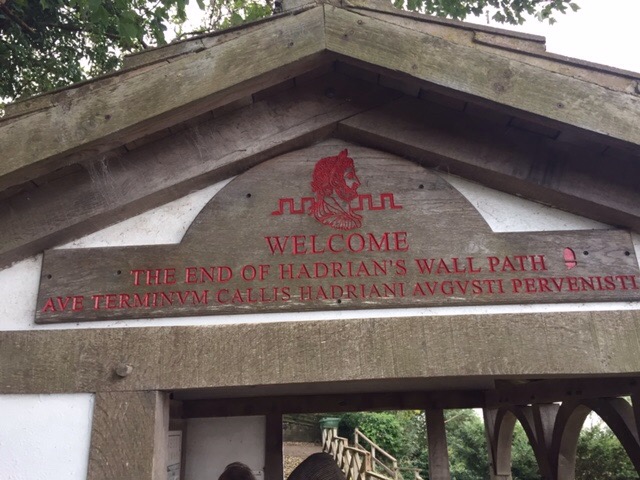 WELCOME
THE END OF HADRIAN'S WALL PATH
AVE TERMINVM CALLIS HADRIANI AVGVSTI PERVENISTI